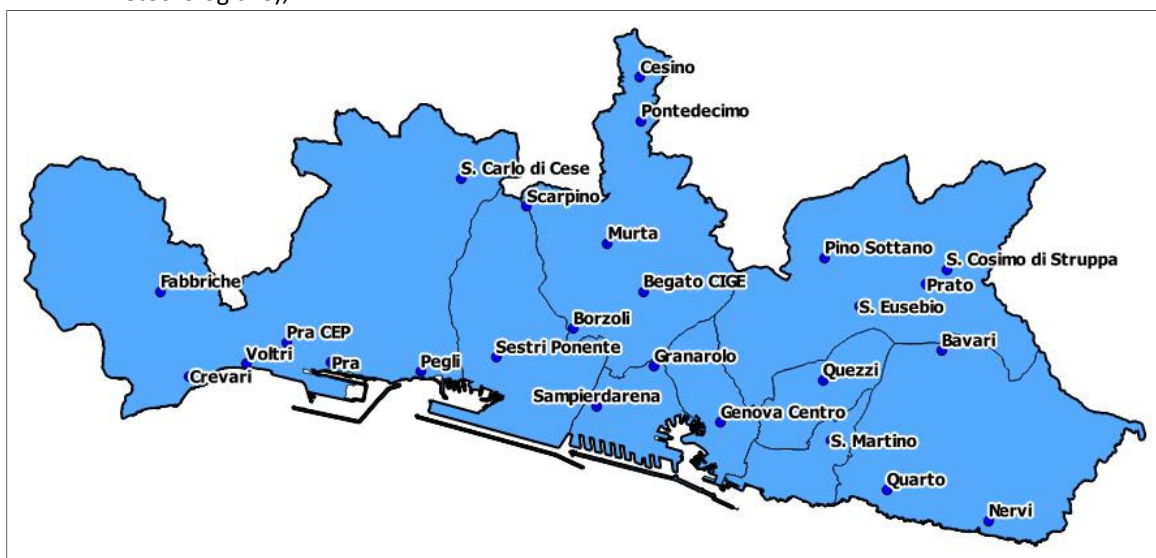 Cesino
Pontedecimo
S. Carlo di Cese
Scarpino
Murta
Pino Sottano
S. Cosimo di Struppa
Fabbriche
Begato CIGE
Prato
S. Eusebio
Borzoli
Pra CEP
Bavari
Voltri
Pra
Pegli
Sestri Ponente
Granarolo
Crevari
Quezzi
Sampierdarena
Genova Centro
S. Martino
Quarto
Nervi